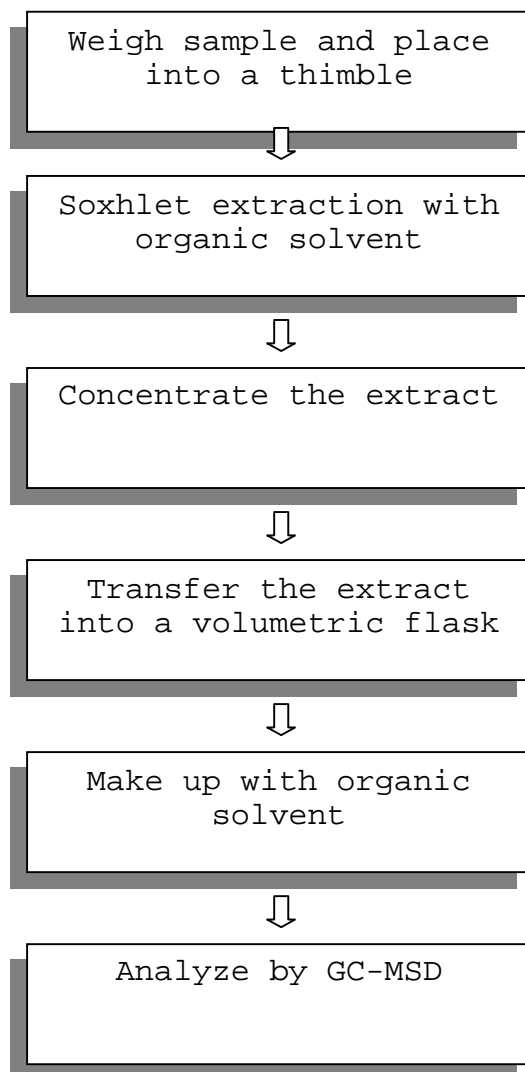 Weigh sample and place
into a thimble
Soxhlet extraction with
organic solvent
Concentrate the extract
Transfer the extract
into a volumetric flask
Make up with organic
solvent
Analyze by GC-MSD